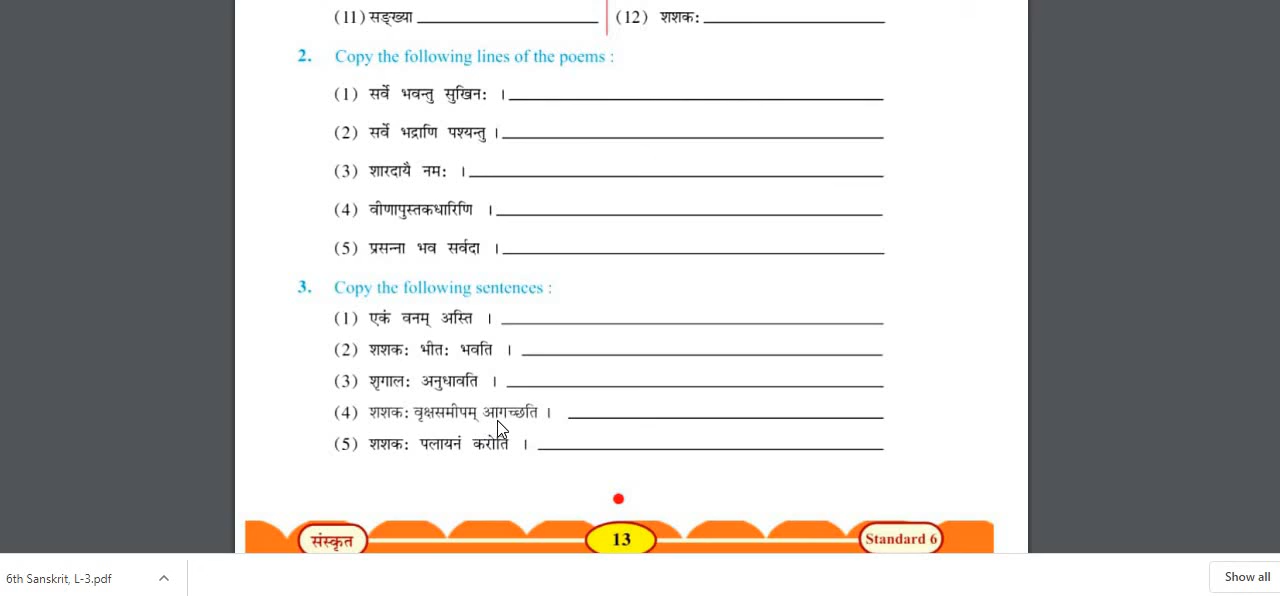 (11) सङ्ख्या (12) शशक:
2. Copy the following lines of the poems :
(1) सर्वे भवन्तु सुखिन: ।
(2) सर्वे भद्राणि पश्यन्तु ।
(3) शारदायै नम: ।
(4) वीणापुस्तकधारिणि ।
(5) प्रसन्ना भव सर्वदा ।
3. Copy the following sentences :
(1) एकं वनम् अस्ति ।
(2) शशक: भीत: भवति ।
(3) शृगाल: अनुधावति ।
(4) शशक: वृक्षसमीपम् आगच्छति ।
(5) शशक: पलायनं करोति ।
संस्कृत 13 Standard 6
6th Sanskrit, L-3.pdf Show all